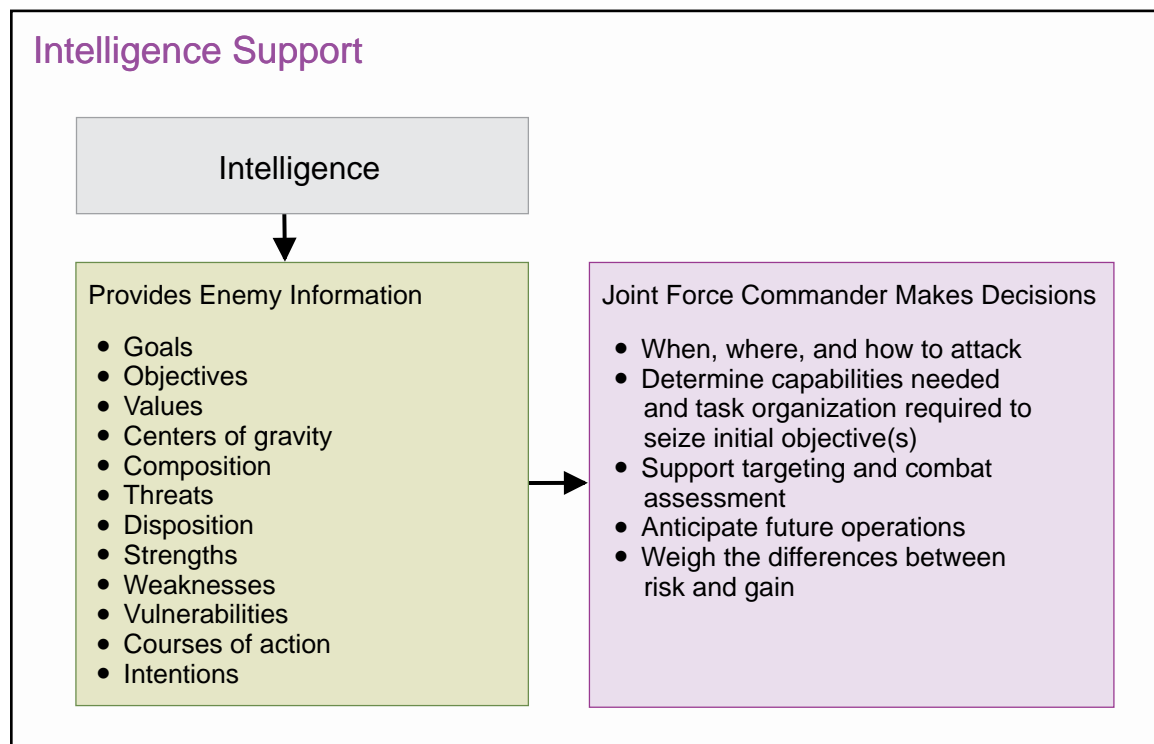 Intelligence Support
Intelligence
Provides Enemy Information
• Goals
• Objectives
• Values
• Centers of gravity
• Composition
• Threats
• Disposition
• Strengths
• Weaknesses
• Vulnerabilities
• Courses of action
• Intentions
Joint Force Commander Makes Decisions
• When, where, and how to attack
• Determine capabilities needed
and task organization required to
seize initial objective(s)
• Support targeting and combat
assessment
• Anticipate future operations
• Weigh the differences between
risk and gain